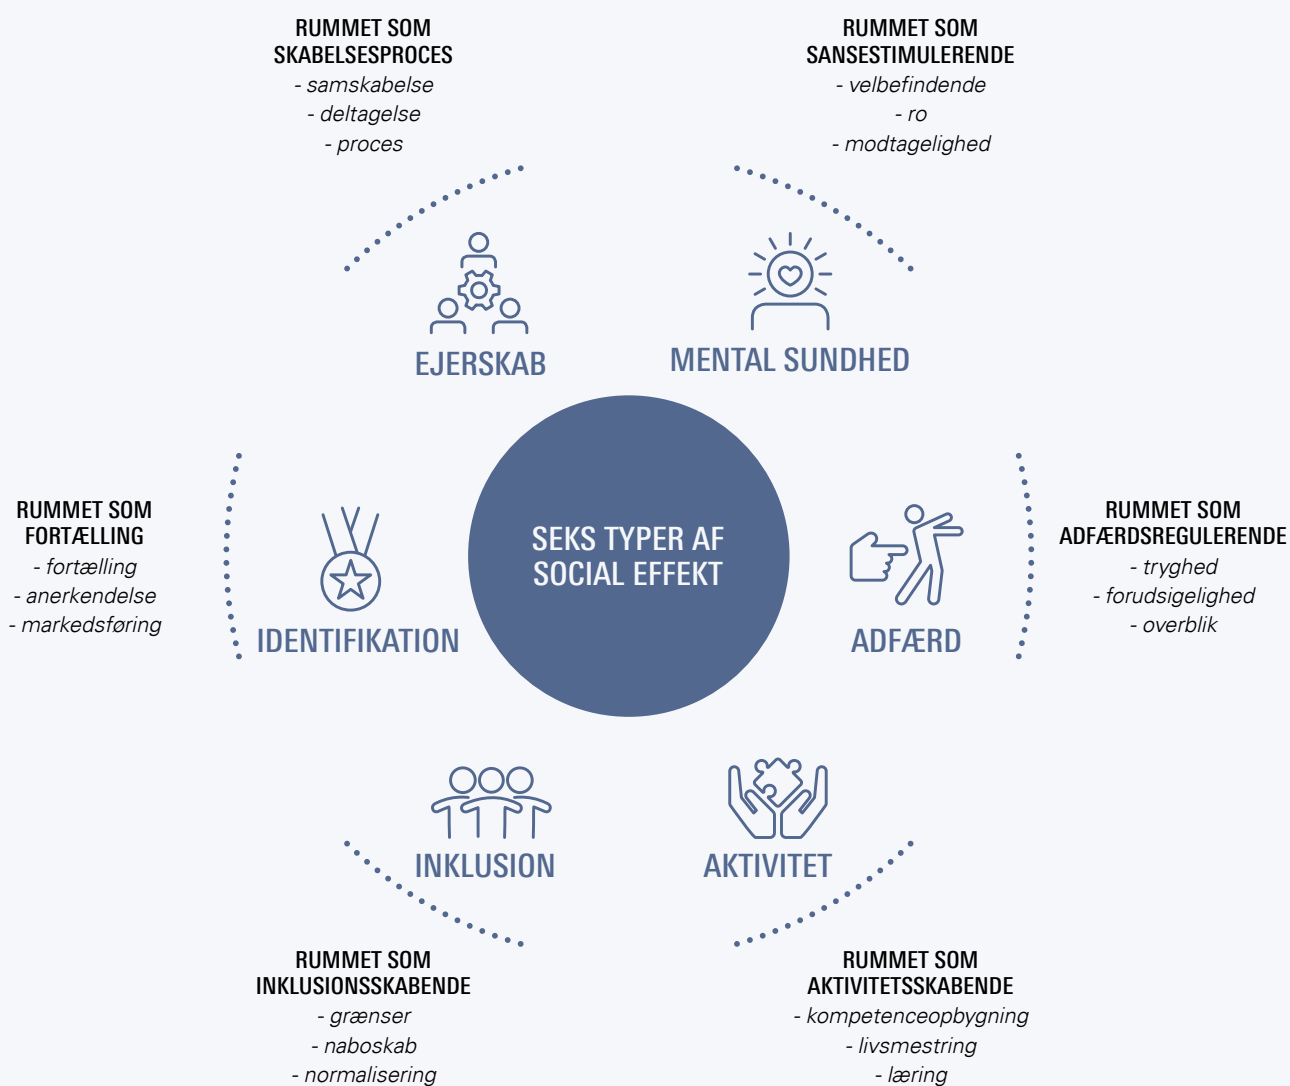 RUMMET SOM
SKABELSESPROCES
- samskabelse
- deltagelse
- proces
RUMMET SOM
SANSESTIMULERENDE
- velbefindende
- ro
- modtagelighed
EJERSKAB
MENTAL SUNDHED
RUMMET SOM
FORTÆLLING
- fortælling
- anerkendelse
- markedsføring
IDENTIFIKATION
SEKS TYPER AF
SOCIAL EFFEKT
ADFÆRD
RUMMET SOM
ADFÆRDSREGULERENDE
- tryghed
- forudsigelighed
- overblik
INKLUSION
AKTIVITET
RUMMET SOM
INKLUSIONSSKABENDE
- grænser
- naboskab
- normalisering
RUMMET SOM
AKTIVITETSSKABENDE
- kompetenceopbygning
- livsmestring
- læring